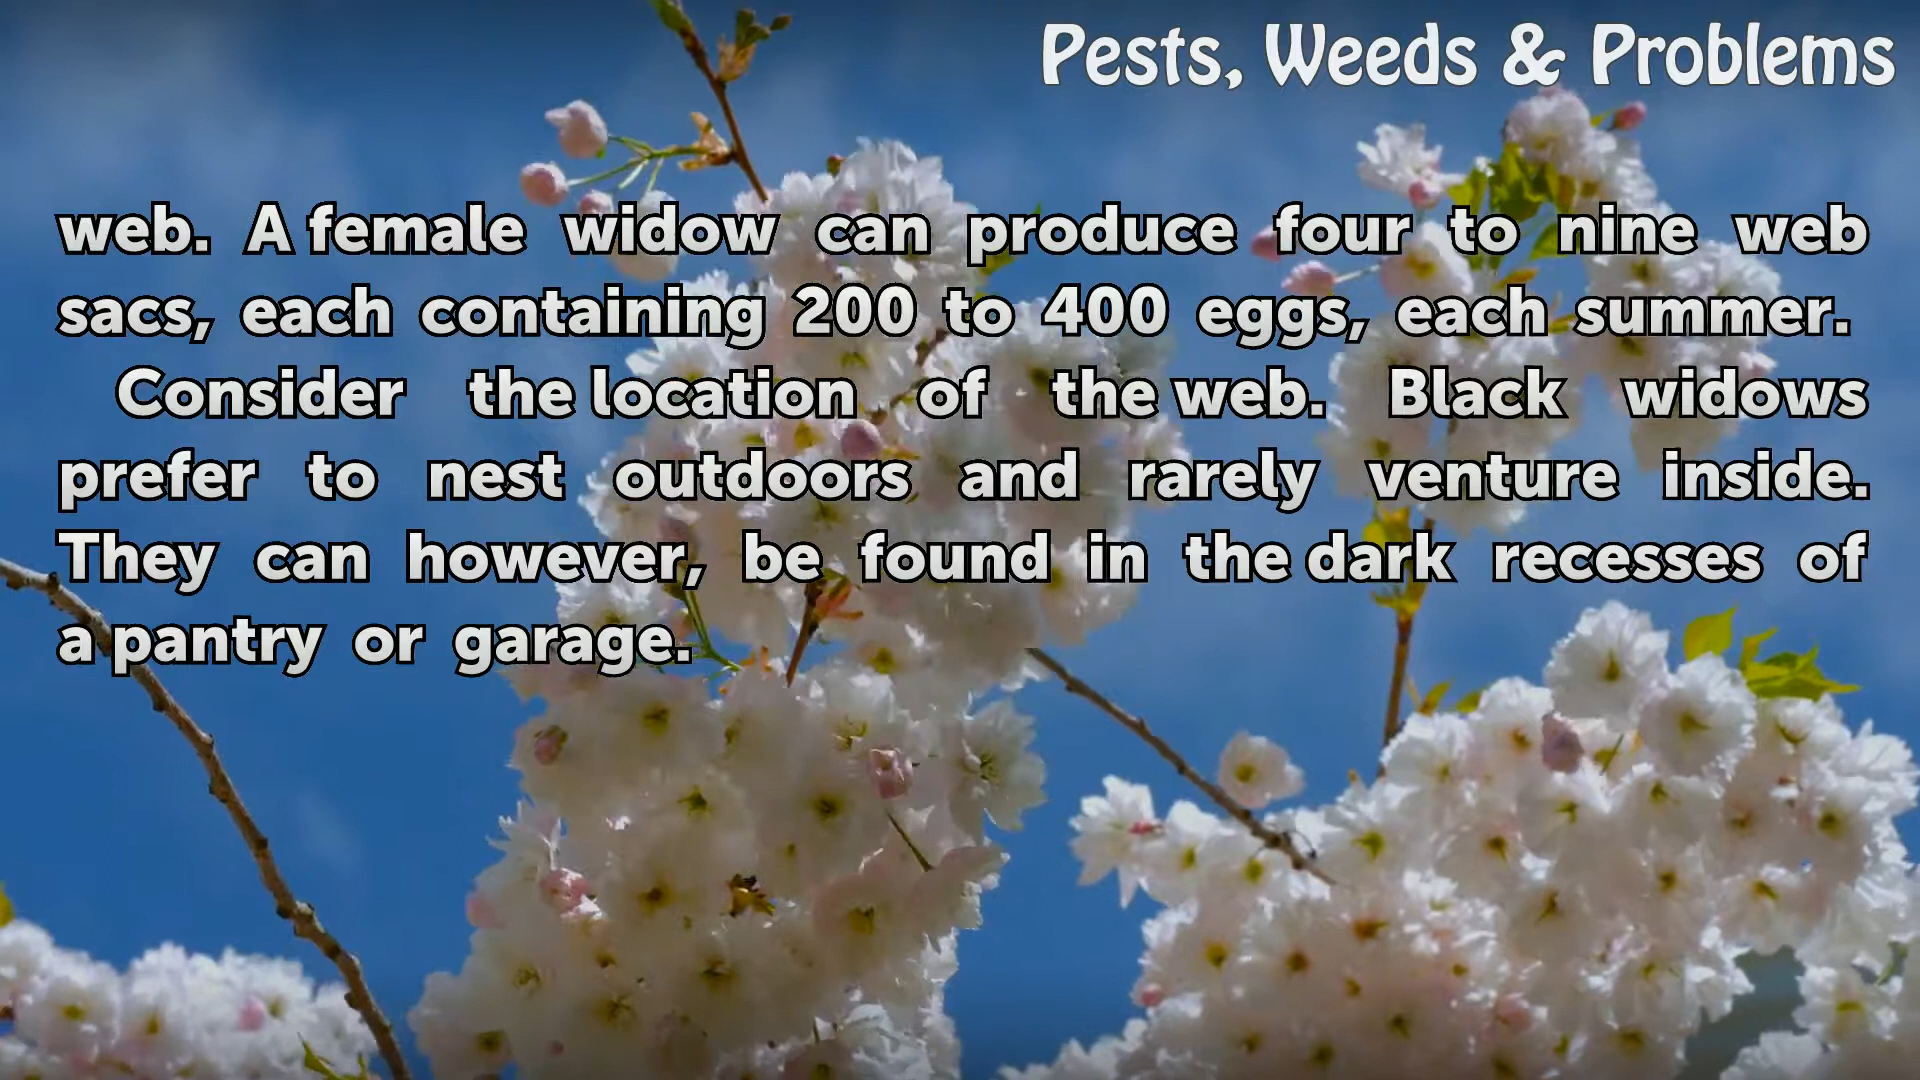 Pests, Weeds & Problems
web. A female widow can produce four to nine web
sacs, each containing 200 to 400 eggs, each summer.
Consider the location of the web. Black widows
prefer to nest outdoors and rarely venture inside.
They can however, be found in the dark recesses of
a pantry or garage.